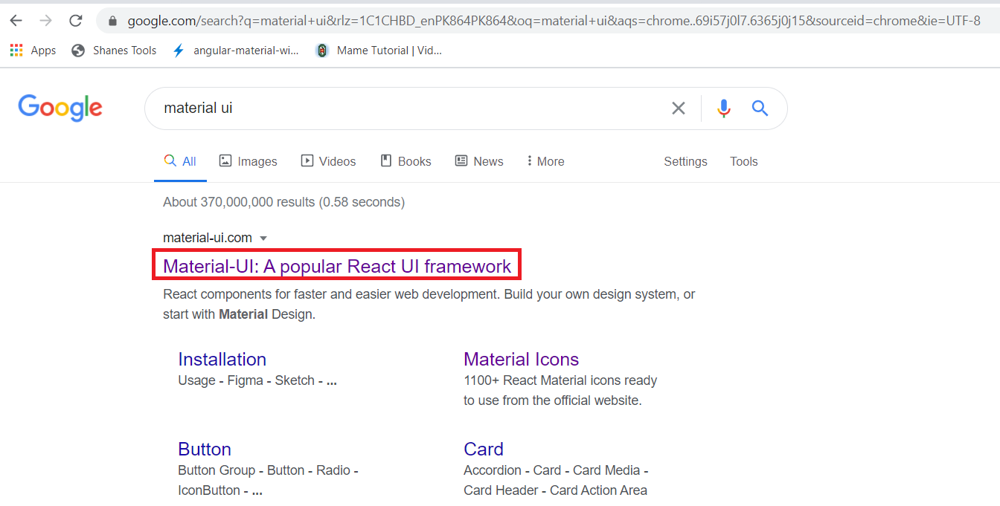 google.com/search?q=material+ui&rlz=1C1CHBD_enPK864PK864&oq=material+ui&aqs=chrome..69i57j0l7.6365j0j15&sourceid=chrome&ie=UTF-8
Apps Shanes Tools angular-material-wi... Mame Tutorial | Vid...
Google material ui
All Images Videos Books News More Settings Tools
About 370,000,000 results (0.58 seconds)
material-ui.com
Material-UI: A popular React UI framework
React components for faster and easier web development. Build your own design system, or
start with Material Design.
Installation
Usage - Figma - Sketch - ...
Material Icons
1100+ React Material icons ready
to use from the official website.
Button
Button Group - Button - Radio -
IconButton - ...
Card
Accordion - Card - Card Media -
Card Header - Card Action Area